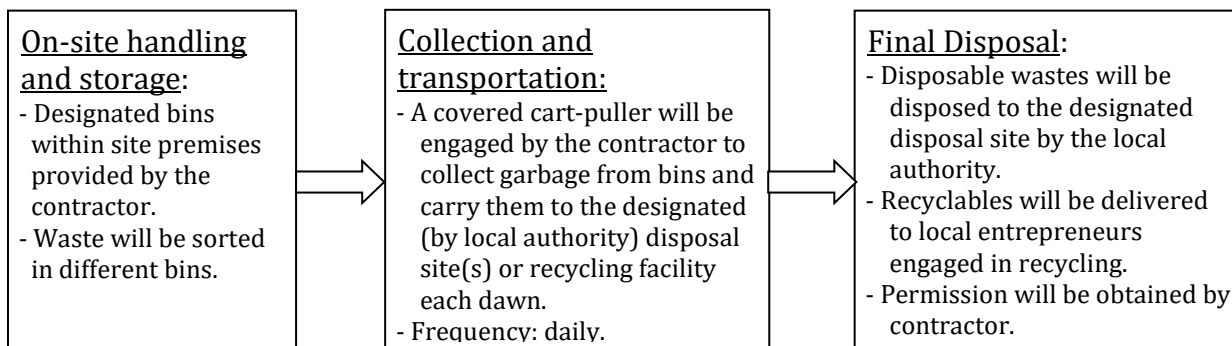 On-site handling
and storage:
- Designated bins
within site premises
provided by the
contractor.
- Waste will be sorted
in different bins.
Collection and
transportation:
- A covered cart-puller will be
engaged by the contractor to
collect garbage from bins and
carry them to the designated
(by local authority) disposal
site(s) or recycling facility
each dawn.
- Frequency: daily.
Final Disposal:
- Disposable wastes will be
disposed to the designated
disposal site by the local
authority.
- Recyclables will be delivered
to local entrepreneurs
engaged in recycling.
- Permission will be obtained by
contractor.